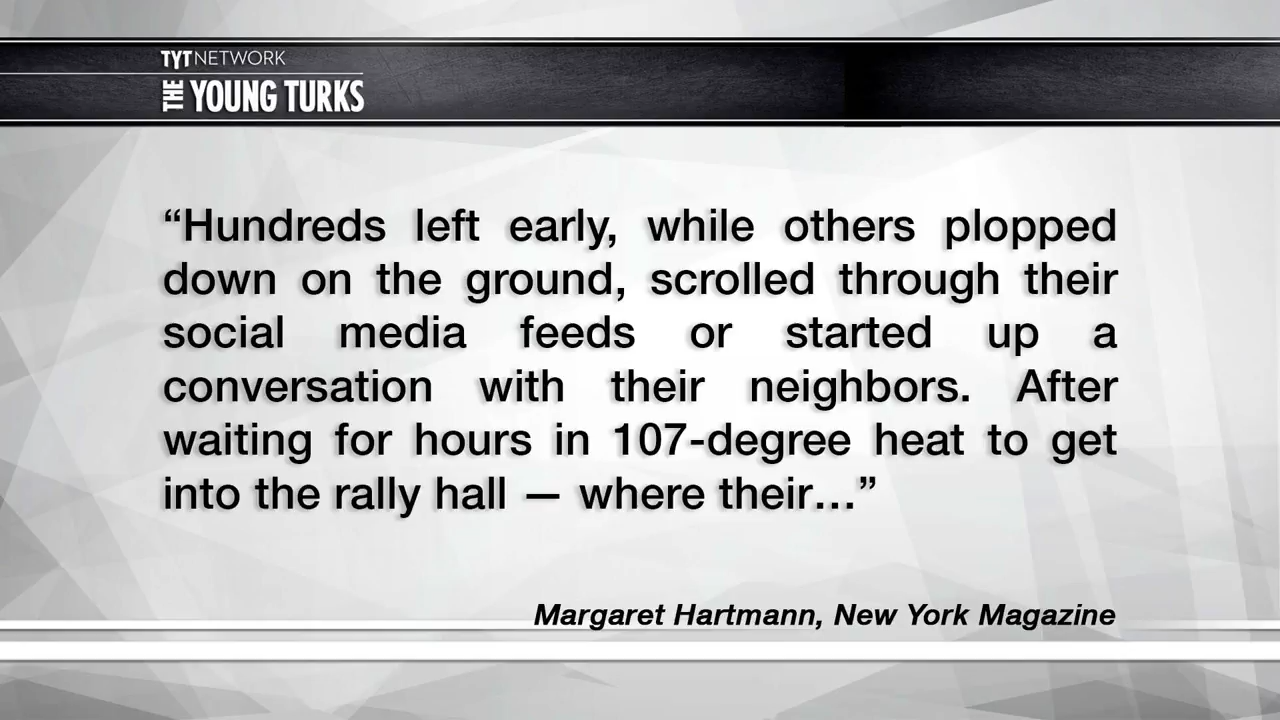 TYT NETWORK
THE YOUNG TURKS
“Hundreds left early, while others plopped
down on the ground, scrolled through their
social media feeds or started up a
conversation with their neighbors. After
waiting for hours in 107-degree heat to get
into the rally hall — where their...”
Margaret Hartmann, New York Magazine